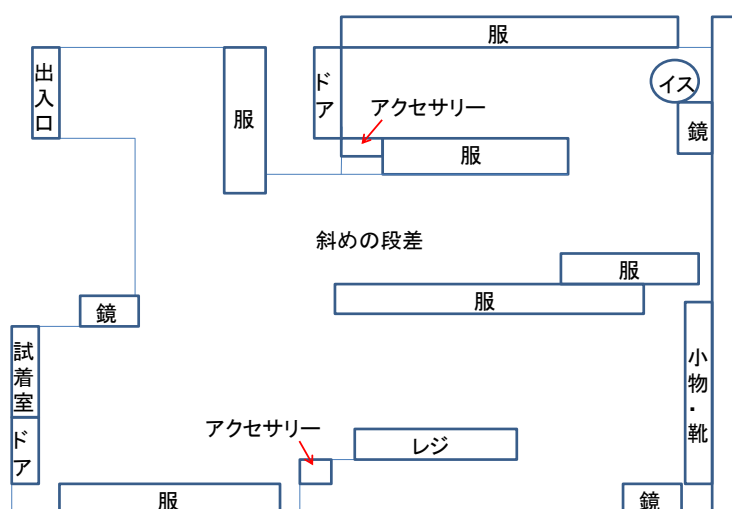 服
出入口
服
ドア
アクセサリー
イス
鏡
服
斜めの段差
服
服
鏡
試着室
小物・靴
ドア
アクセサリー
レジ
服
鏡